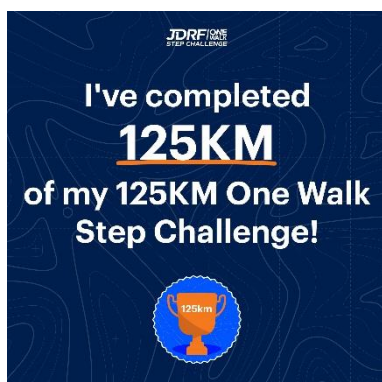 JDRF ONE WALK
STEP CHALLENGE
I've completed
125KM
of my 125KM One Walk
Step Challenge!
125km